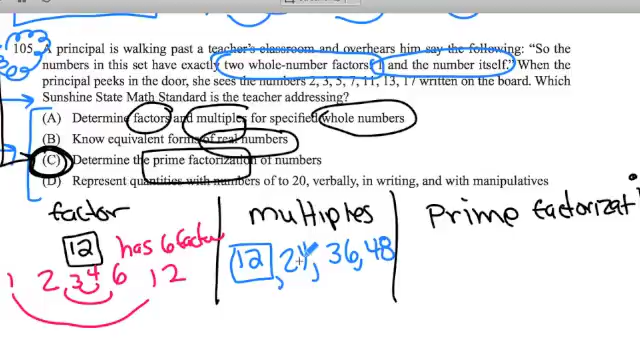 105. A principal is walking past a teacher's classroom and overhears him say the following: “So the
numbers in this set have exactly two whole-number factors: 1 and the number itself.” When the
principal peeks in the door, she sees the numbers 2, 3, 5, 7, 11, 13, 17 written on the board. Which
Sunshine State Math Standard is the teacher addressing?
(A) Determine factors and multiples for specified whole numbers
(B) Know equivalent forms of real numbers
(C) Determine the prime factorization of numbers
(D) Represent quantities with numbers of to 20, verbally, in writing, and with manipulatives
factor multiples Prime factorizati
12 has 6 factor 12, 24, 36, 48
1 2, 3 4 6 12